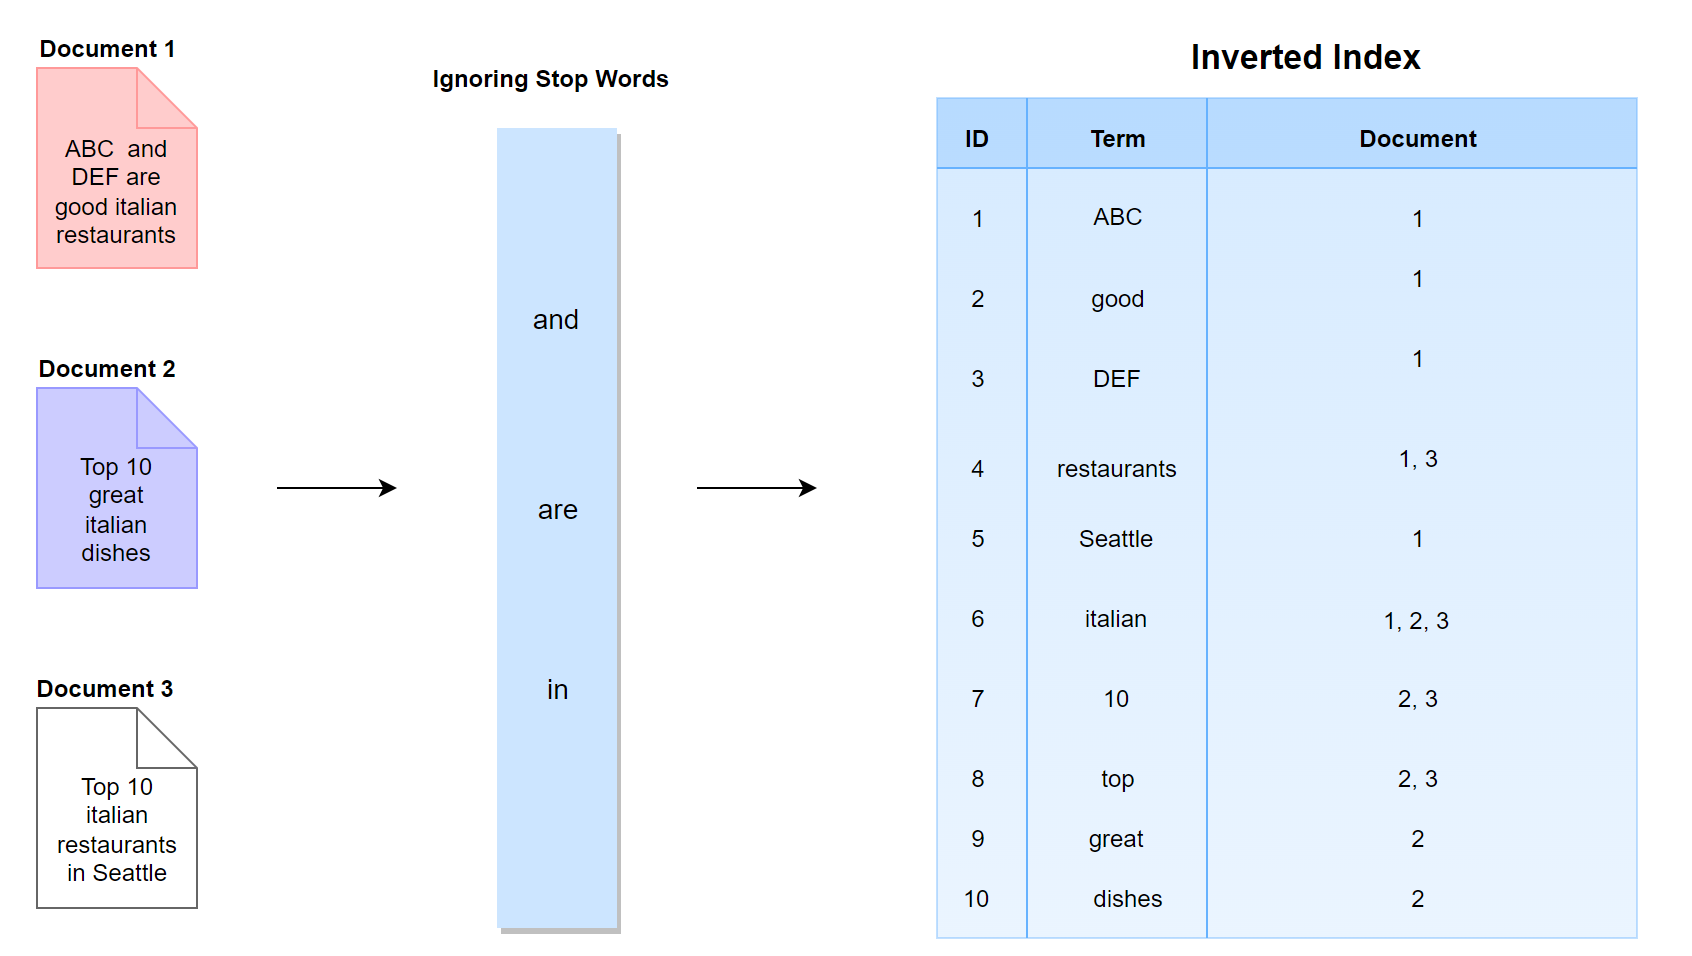 Document 1
ABC  and
DEF are
good italian
restaurants
Document 2
Top 10
great
italian
dishes
Document 3
Top 10
italian
restaurants
in Seattle
Ignoring Stop Words
and
are
in
Inverted Index
ID Term Document
1 ABC 1
2 good 1
3 DEF 1
4 restaurants 1, 3
5 Seattle 1
6 italian 1, 2, 3
7 10 2, 3
8 top 2, 3
9 great 2
10 dishes 2